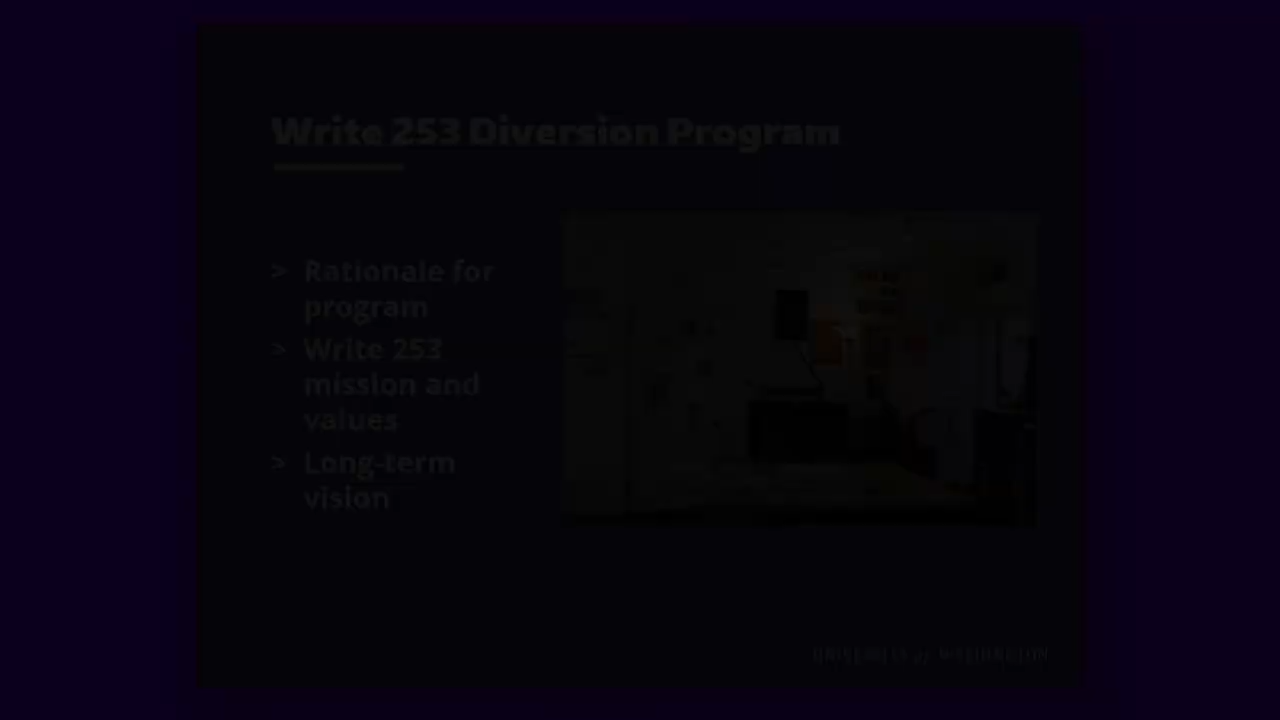 Write 253 Diversion Program
> Rationale for
program
> Write 253
mission and
values
> Long-term
vision
UNIVERSITY of WASHINGTON